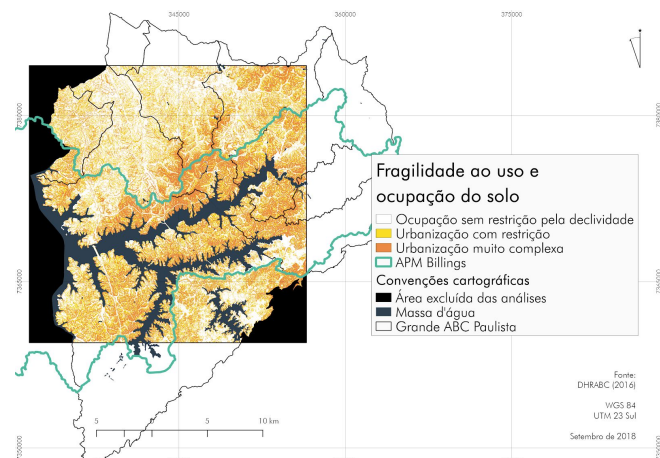 345000
360000
375000
7380000
7380000
Fragilidade ao uso e
ocupação do solo
Ocupação sem restrição pela declividade
Urbanização com restrição
Urbanização muito complexa
APM Billings
Convenções cartográficas
Área excluída das análises
Massa d'água
Grande ABC Paulista
7365000
7365000
Fonte:
DHRABC (2016)
WGS 84
UTM 23 Sul
Setembro de 2018
5
5
10 km
7350000
7350000